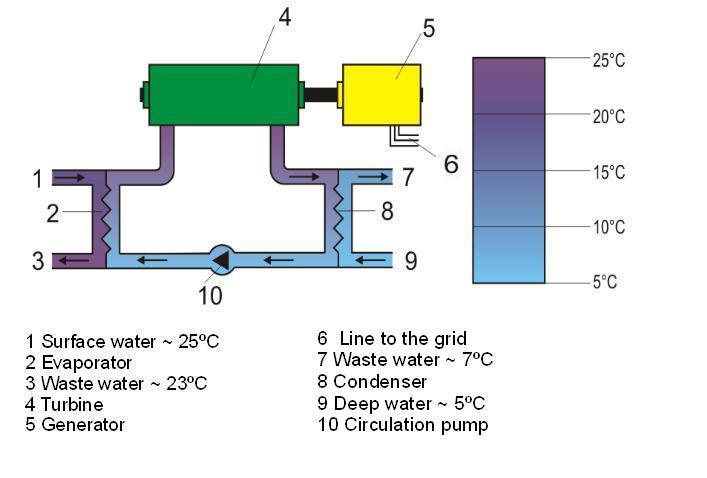 4
5
25°C
20°C
6
1
7
15°C
2
8
10°C
3
9
10
5°C
1 Surface water ~ 25ºC
2 Evaporator
3 Waste water ~ 23ºC
4 Turbine
5 Generator
6 Line to the grid
7 Waste water ~ 7ºC
8 Condenser
9 Deep water ~ 5ºC
10 Circulation pump